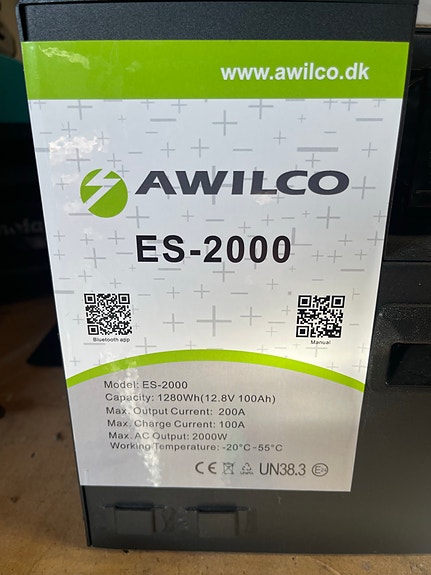 www.awilco.dk
AWILCO
ES-2000
Bluetooth app
Manual
Model: ES-2000
Capacity: 1280Wh(12.8V 100Ah)
Max. Output Current: 200A
Max. Charge Current: 100A
Max. AC Output: 2000W
Working Temperature: -20°C~55°C
CE UN38.3